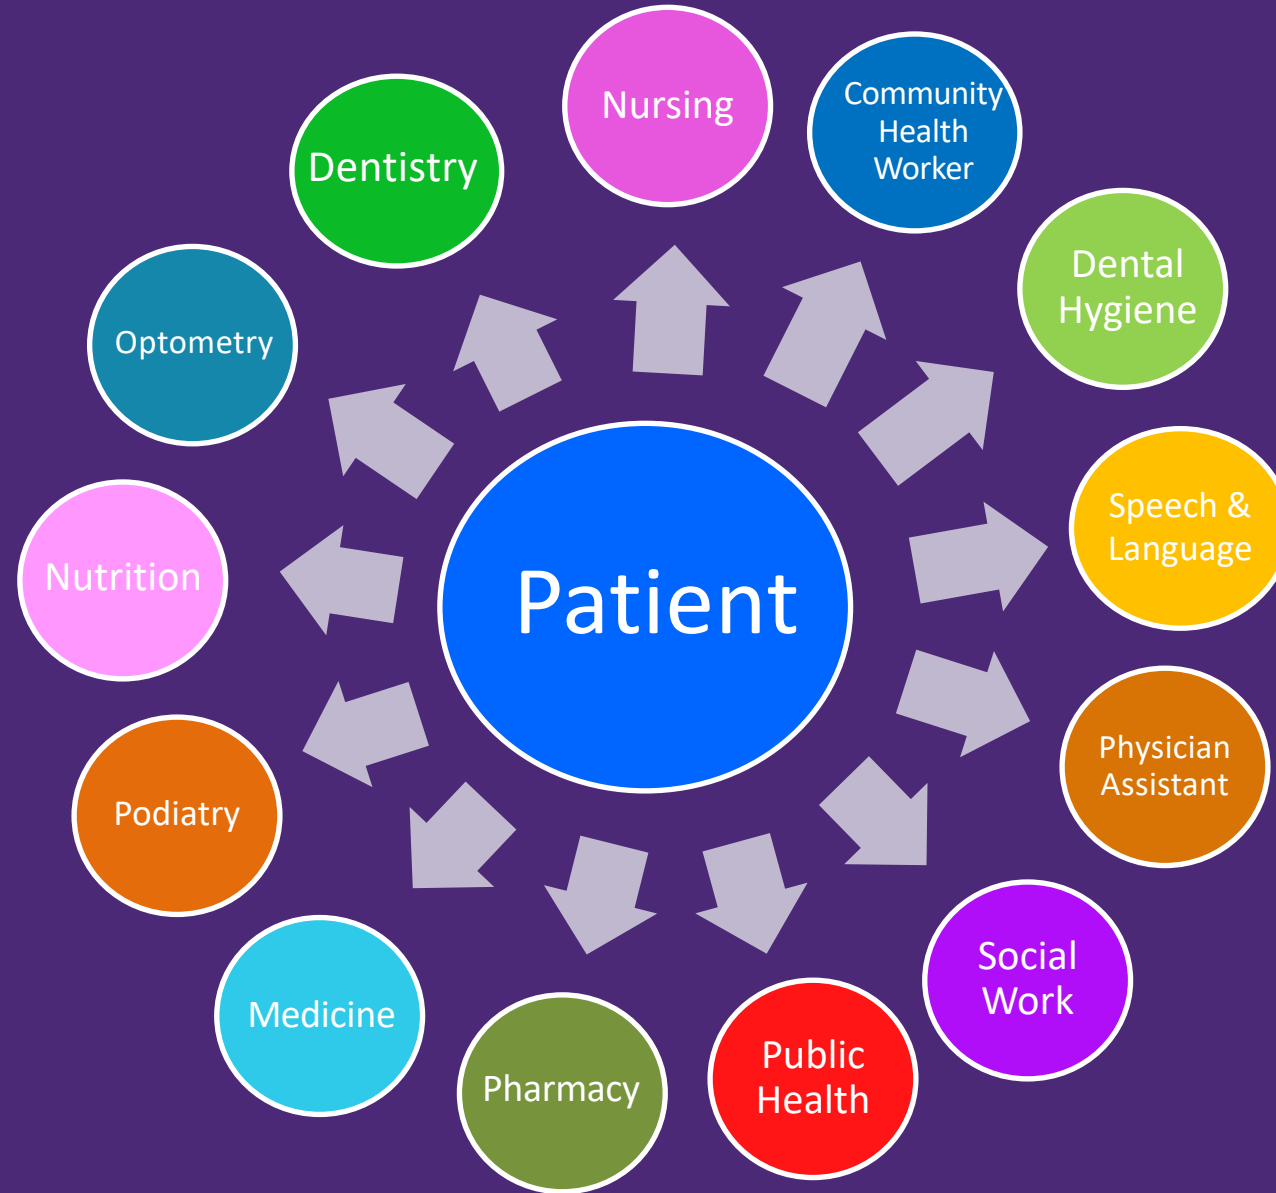 Nursing
Community
Health
Worker
Dental
Hygiene
Speech &
Language
Physician
Assistant
Social
Work
Public
Health
Pharmacy
Medicine
Podiatry
Nutrition
Optometry
Dentistry
Patient